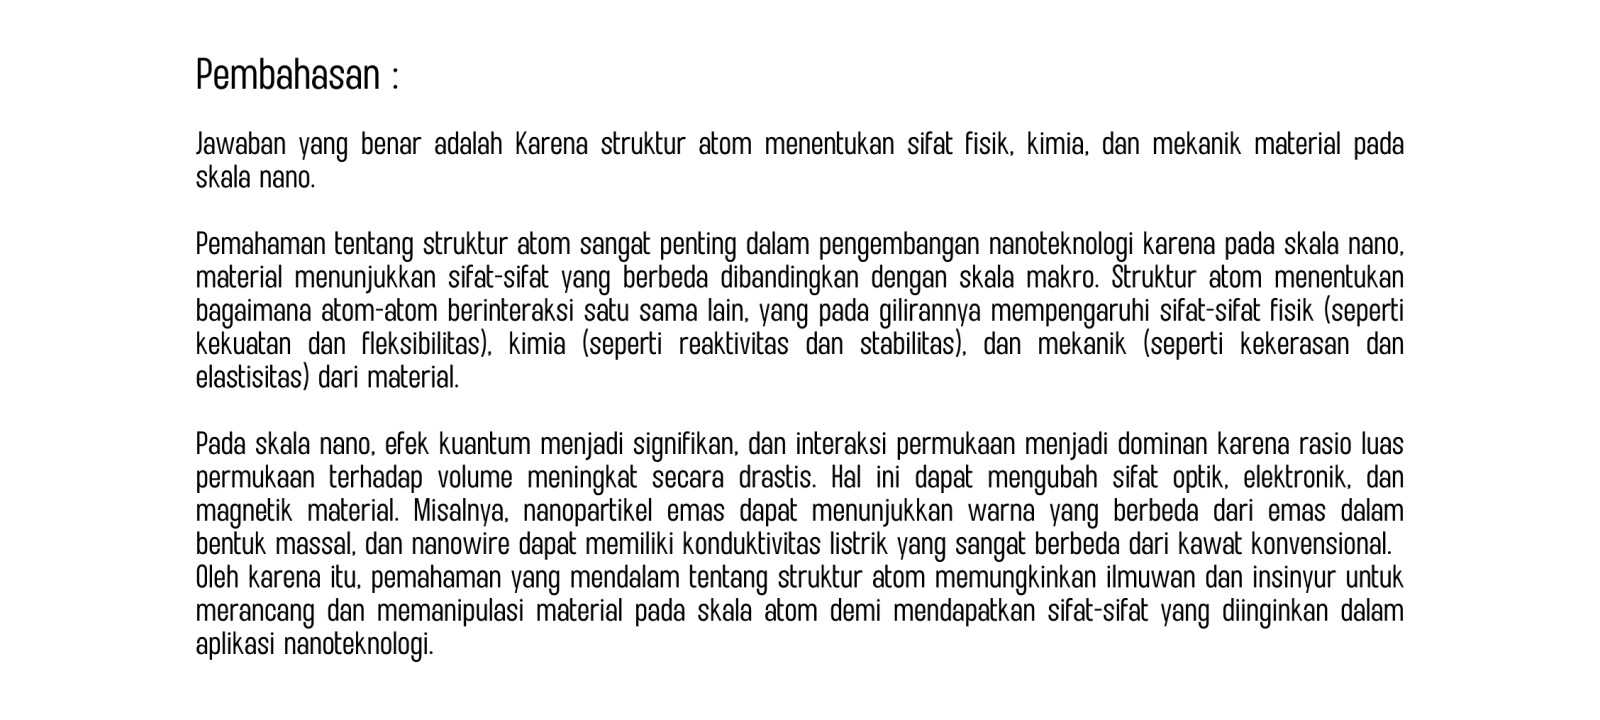 Pembahasan :
Jawaban yang benar adalah Karena struktur atom menentukan sifat fisik, kimia, dan mekanik material pada
skala nano.
Pemahaman tentang struktur atom sangat penting dalam pengembangan nanoteknologi karena pada skala nano,
material menunjukkan sifat-sifat yang berbeda dibandingkan dengan skala makro. Struktur atom menentukan
bagaimana atom-atom berinteraksi satu sama lain, yang pada gilirannya mempengaruhi sifat-sifat fisik (seperti
kekuatan dan fleksibilitas), kimia (seperti reaktivitas dan stabilitas), dan mekanik (seperti kekerasan dan
elastisitas) dari material.
Pada skala nano, efek kuantum menjadi signifikan, dan interaksi permukaan menjadi dominan karena rasio luas
permukaan terhadap volume meningkat secara drastis. Hal ini dapat mengubah sifat optik, elektronik, dan
magnetik material. Misalnya, nanopartikel emas dapat menunjukkan warna yang berbeda dari emas dalam
bentuk massal, dan nanowire dapat memiliki konduktivitas listrik yang sangat berbeda dari kawat konvensional.
Oleh karena itu, pemahaman yang mendalam tentang struktur atom memungkinkan ilmuwan dan insinyur untuk
merancang dan memanipulasi material pada skala atom demi mendapatkan sifat-sifat yang diinginkan dalam
aplikasi nanoteknologi.